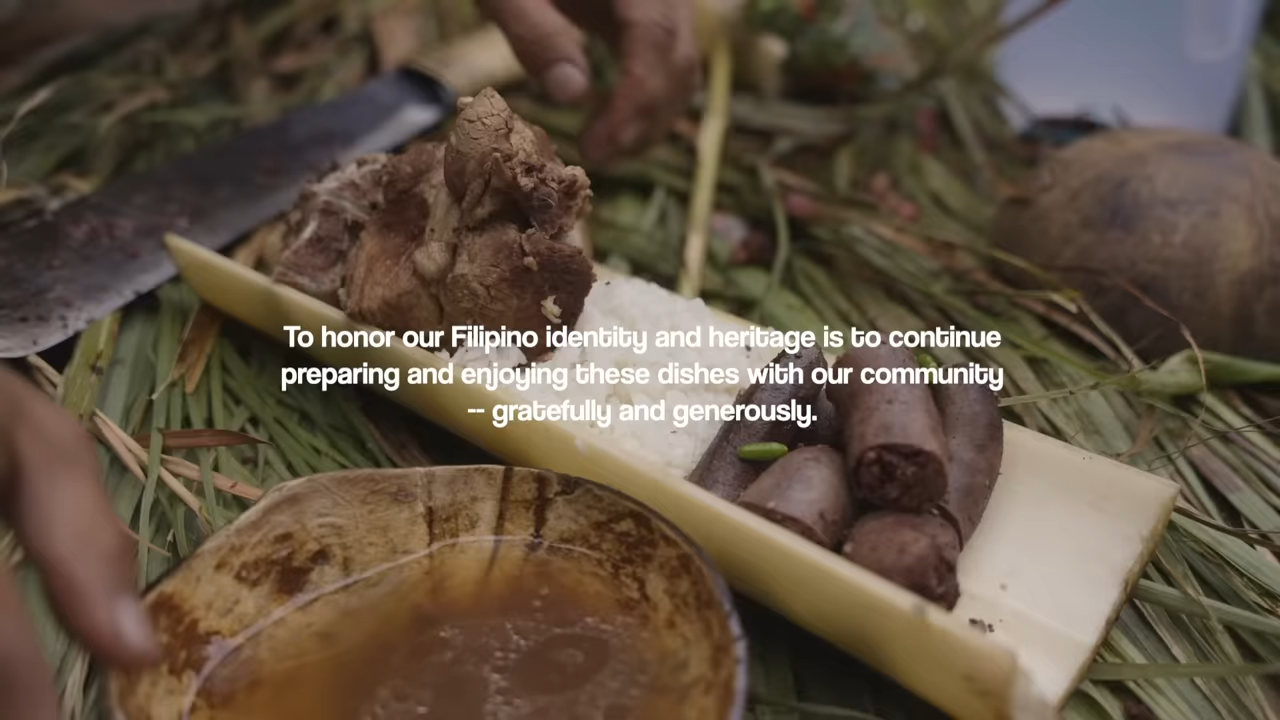 To honor our Filipino identity and heritage is to continue
preparing and enjoying these dishes with our community
-- gratefully and generously.